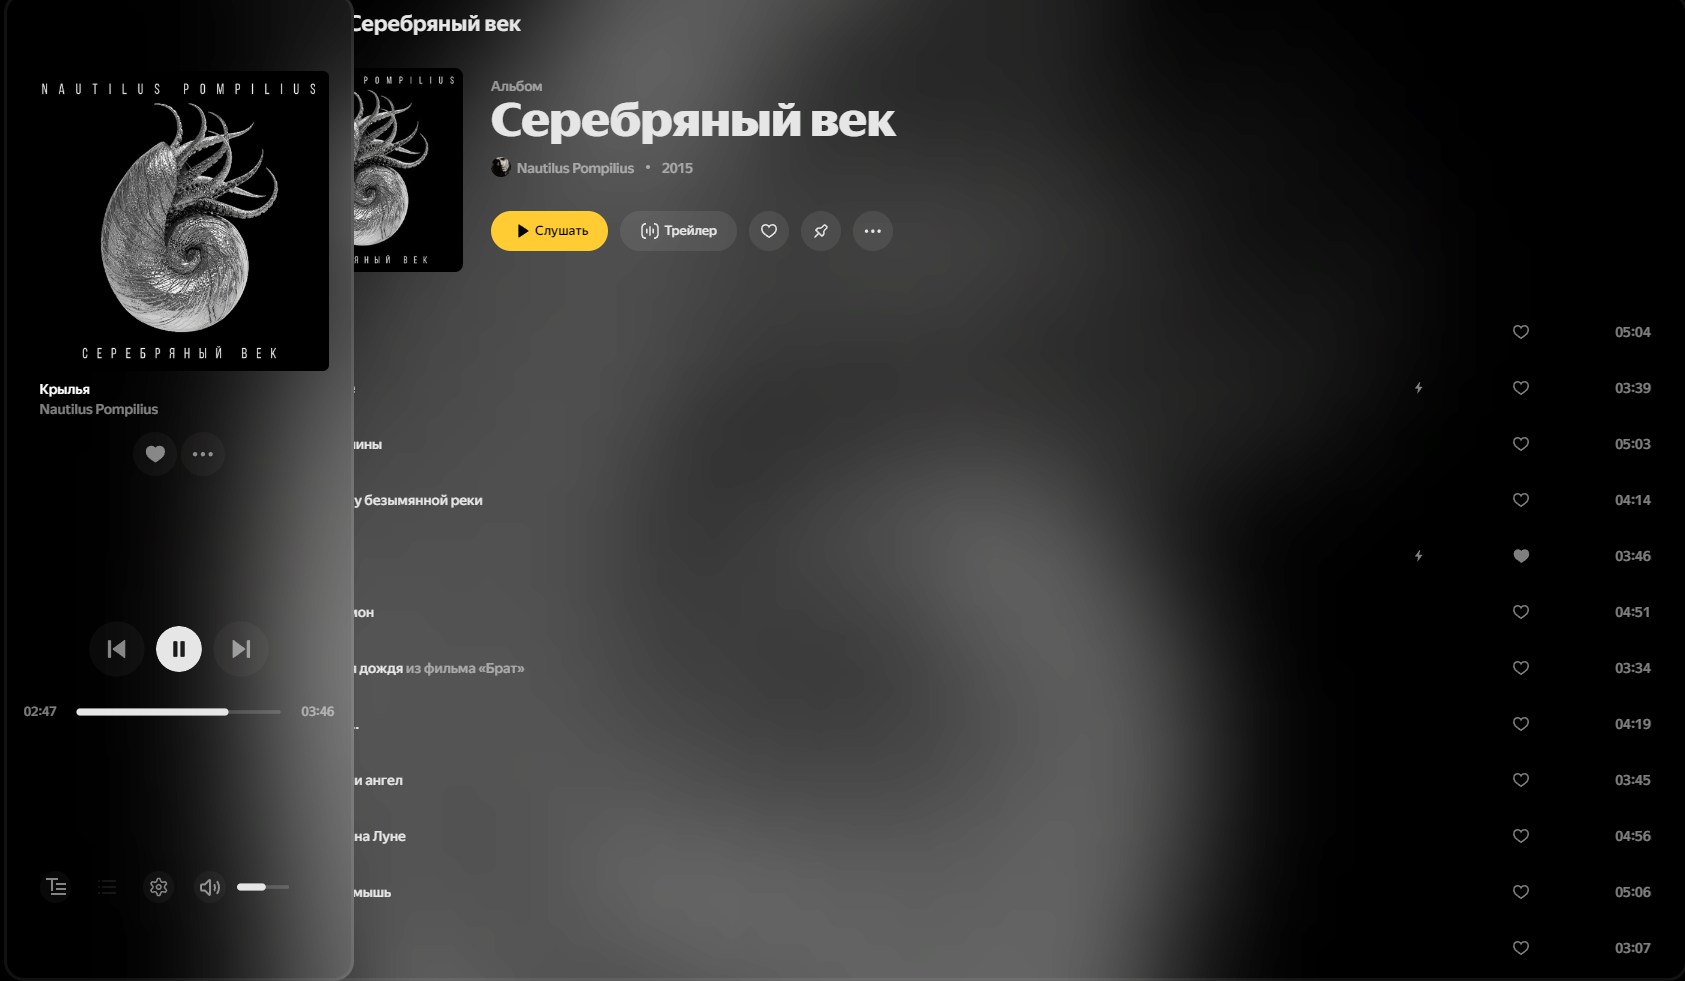 Серебряный век
NAUTILUS POMPILIUS
СЕРЕБРЯНЫЙ ВЕК
Крылья
Nautilus Pompilius
02:47
03:46
POMPILIUS
ВЕК
Альбом
Серебряный век
Nautilus Pompilius • 2015
Слушать
Трейлер
05:04
03:39
05:03
у безымянной реки
04:14
03:46
04:51
дождя из фильма «Брат»
03:34
04:19
и ангел
03:45
на Луне
04:56
мышь
05:06
03:07